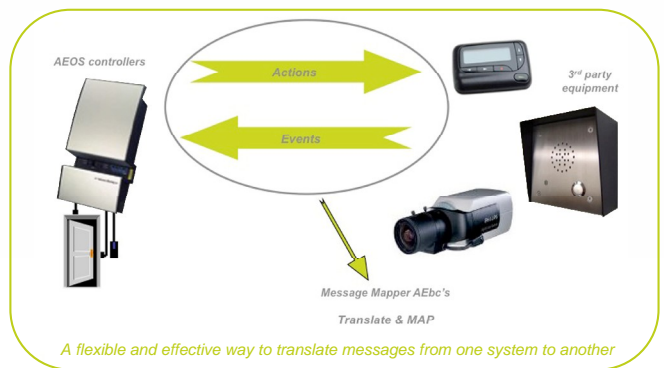 AEOS controllers
Actions
Events
3rd party
equipment
Message Mapper AEbc's
Translate & MAP
A flexible and effective way to translate messages from one system to another